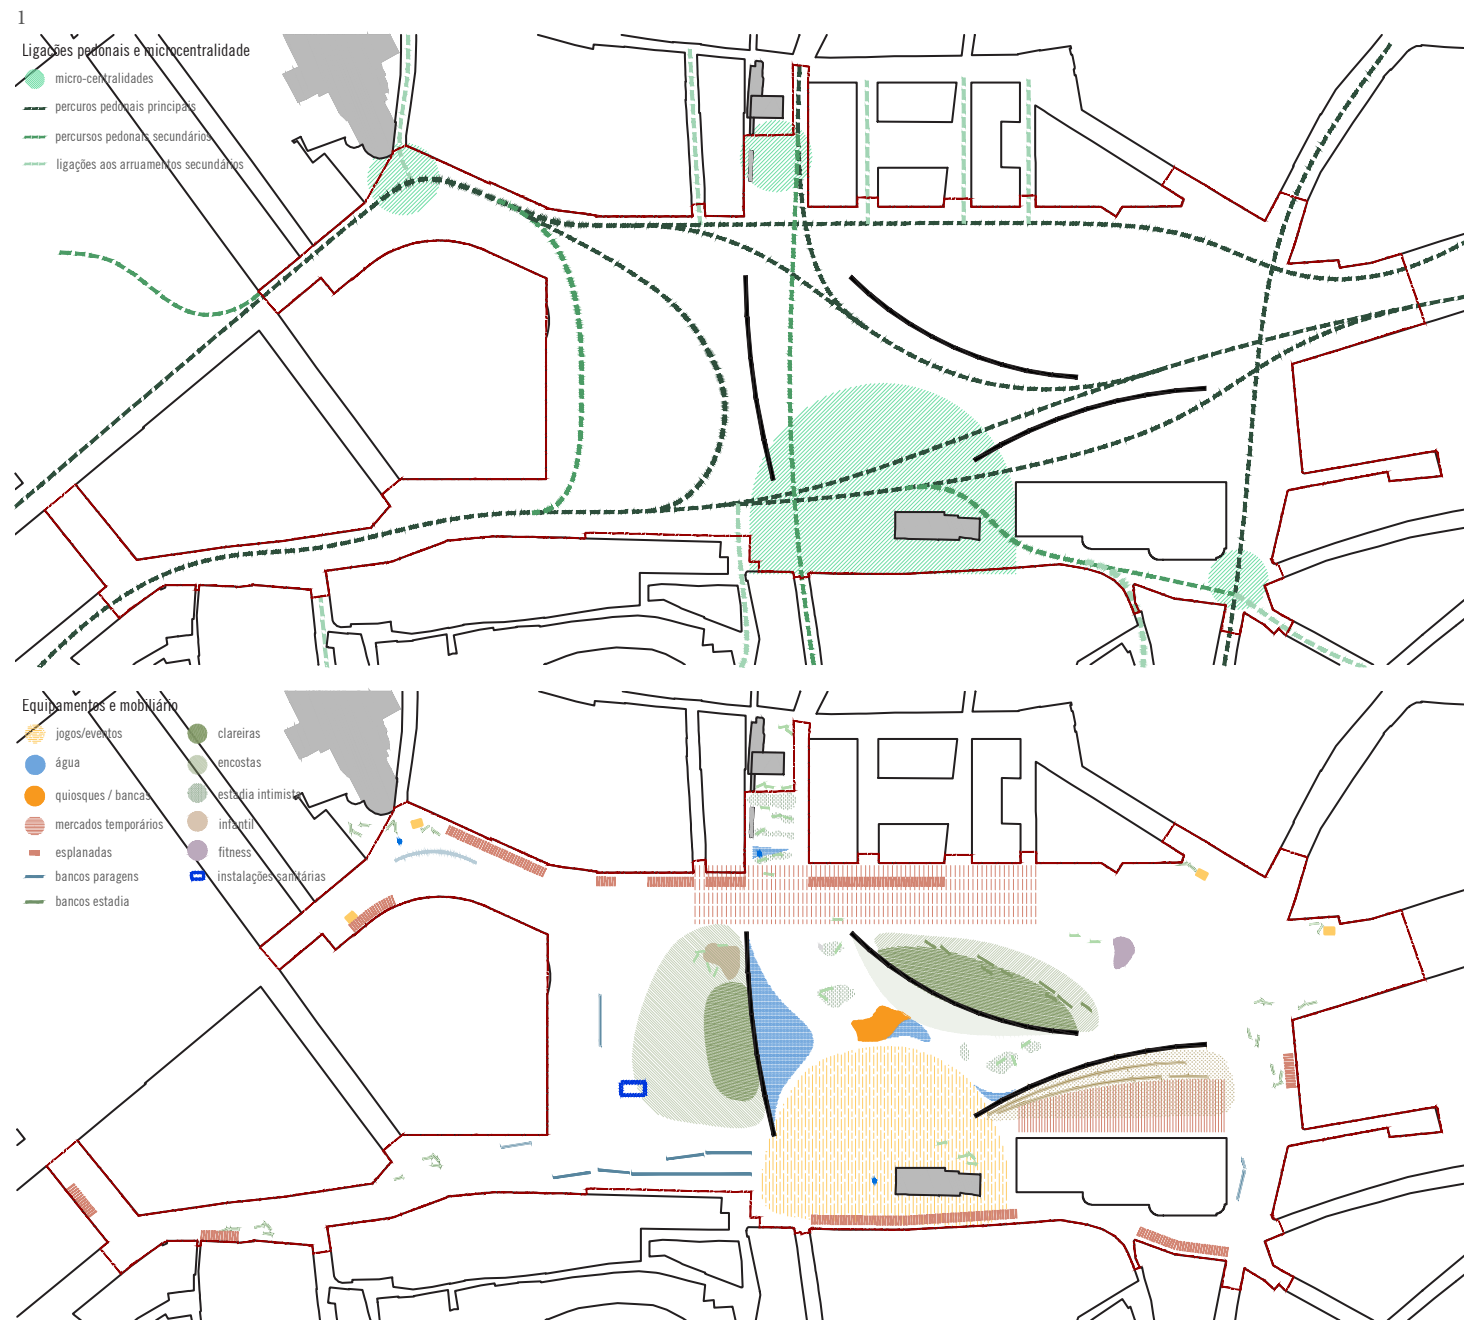 1
Ligações pedonais e microcentralidade
micro-centralidades
percuros pedonais principais
percursos pedonais secundários
ligações aos arruamentos secundários
Equipamentos e mobiliário
jogos/eventos
água
quiosques / bancas
mercados temporários
esplanadas
bancos paragens
bancos estadia
clareiras
encostas
estadia intimista
infantil
fitness
instalações sanitárias